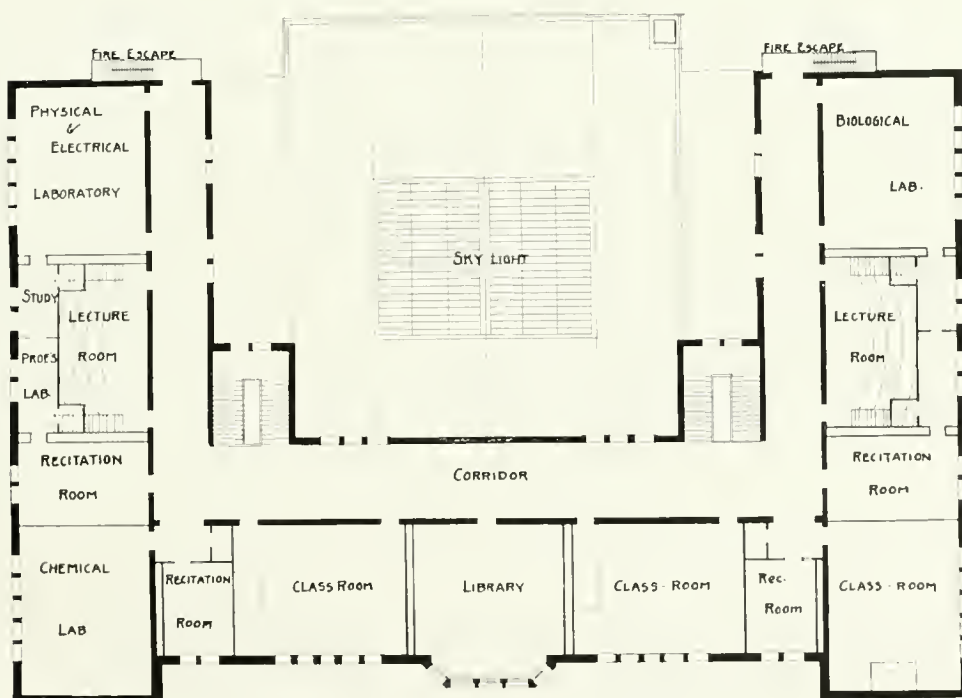 FIRE ESCAPE
FIRE ESCAPE
PHYSICAL
&
ELECTRICAL
LABORATORY
BIOLOGICAL
LAB.
SKY LIGHT
STUDY
LECTURE
ROOM
PROF'S
LAB.
LECTURE
ROOM
RECITATION
ROOM
CORRIDOR
RECITATION
ROOM
CHEMICAL
LAB
RECITATION
ROOM
CLASS ROOM
LIBRARY
CLASS-ROOM
REC.
ROOM
CLASS-ROOM